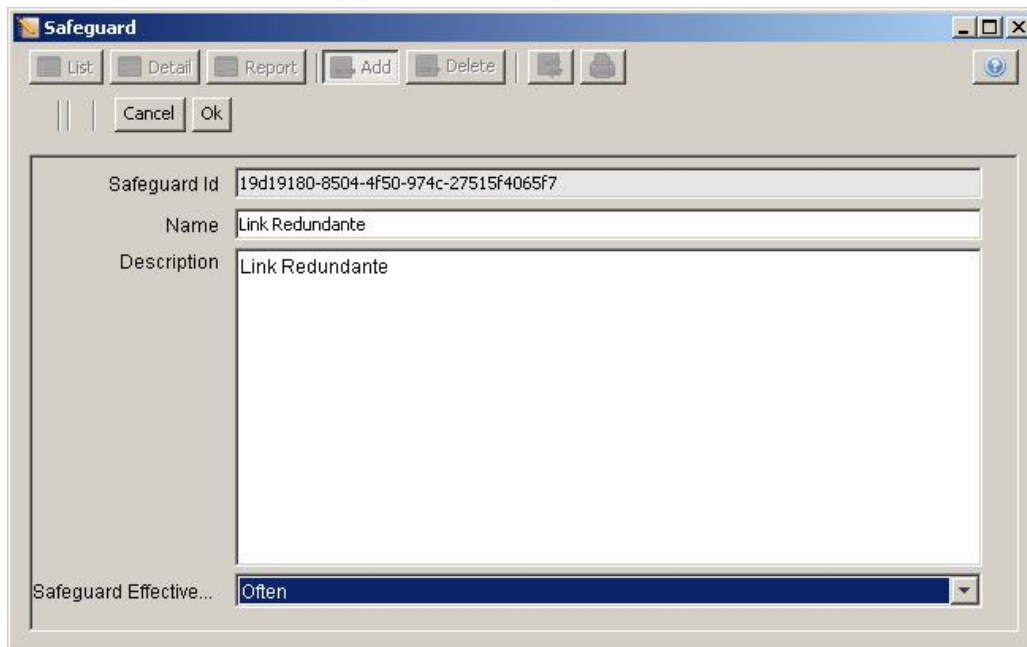 Safeguard
List Detail Report Add Delete
Cancel Ok
Safeguard Id 19d19180-8504-4f50-974c-27515f4065f7
Name Link Redundante
Description Link Redundante
Safeguard Effective... Often